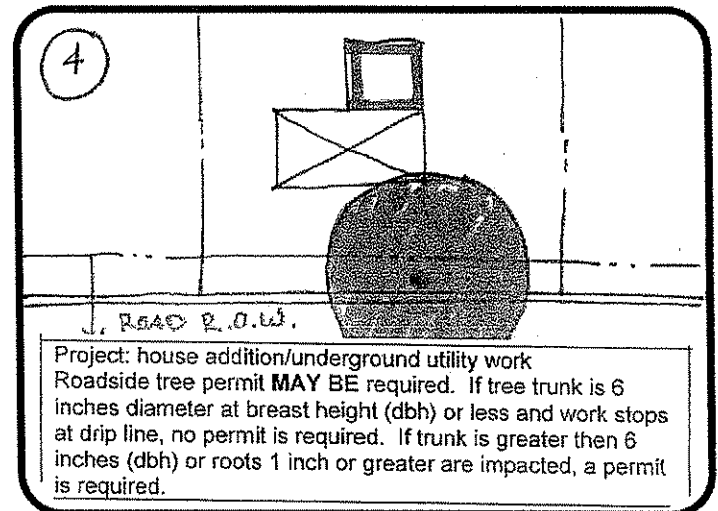 4
ROAD R.O.W.
Project: house addition/underground utility work
Roadside tree permit MAY BE required. If tree trunk is 6
inches diameter at breast height (dbh) or less and work stops
at drip line, no permit is required. If trunk is greater then 6
inches (dbh) or roots 1 inch or greater are impacted, a permit
is required.